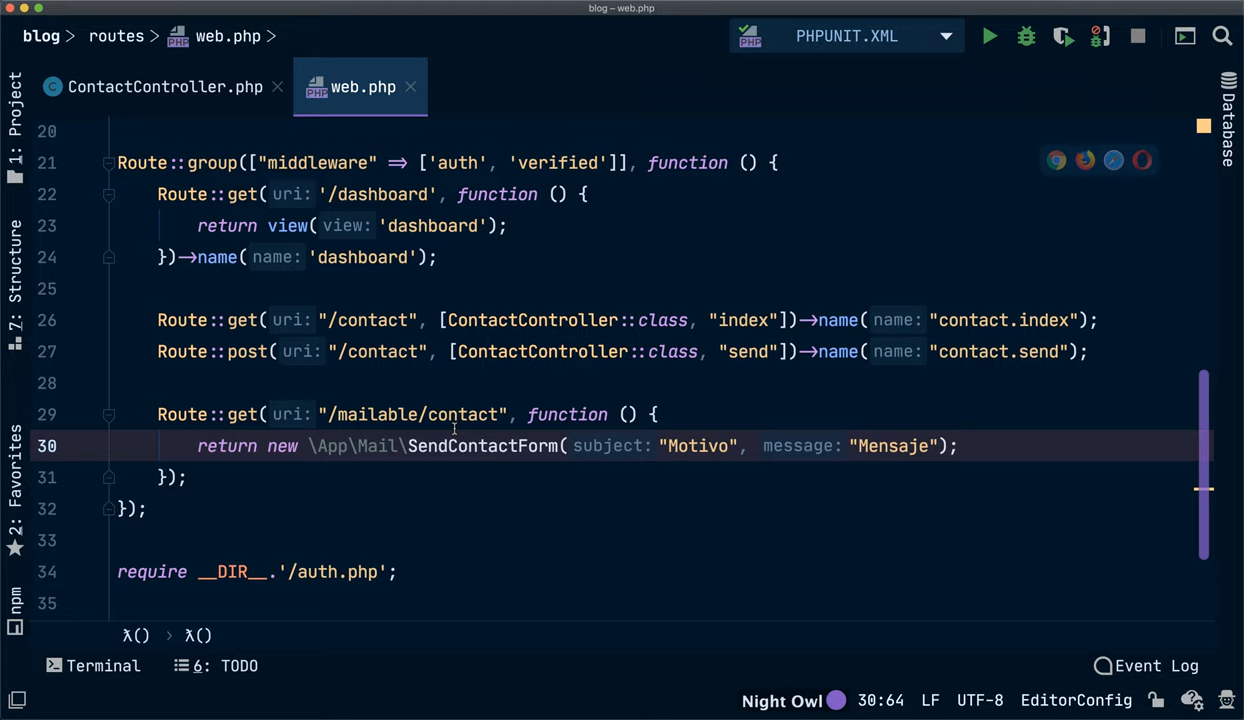 blog – web.php
blog > routes > web.php >
PHPUNIT.XML
ContactController.php
web.php
1: Project
7: Structure
2: Favorites
npm
Database
20
21 Route::group(["middleware" => ['auth', 'verified']], function () {
22 Route::get( uri: '/dashboard', function () {
23 return view( view: 'dashboard');
24 })->name( name: 'dashboard');
25
26 Route::get( uri: "/contact", [ContactController::class, "index"])->name( name: "contact.index");
27 Route::post( uri: "/contact", [ContactController::class, "send"])->name( name: "contact.send");
28
29 Route::get( uri: "/mailable/contact", function () {
30 return new \App\Mail\SendContactForm( subject: "Motivo", message: "Mensaje");
31 });
32 });
33
34 require __DIR__.'/auth.php';
35
λ() > λ()
Terminal
6: TODO
Event Log
Night Owl
30:64 LF UTF-8 EditorConfig